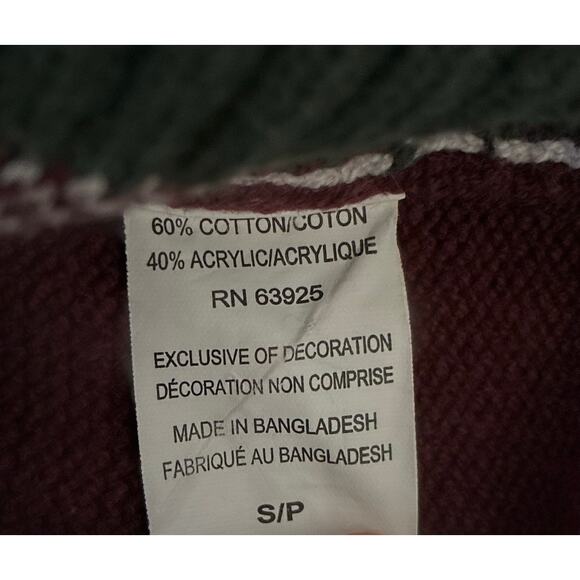 60% COTTON/COTON
40% ACRYLIC/ACRYLIQUE
RN 63925
EXCLUSIVE OF DECORATION
DÉCORATION NON COMPRISE
MADE IN BANGLADESH
FABRIQUÉ AU BANGLADESH
S/P